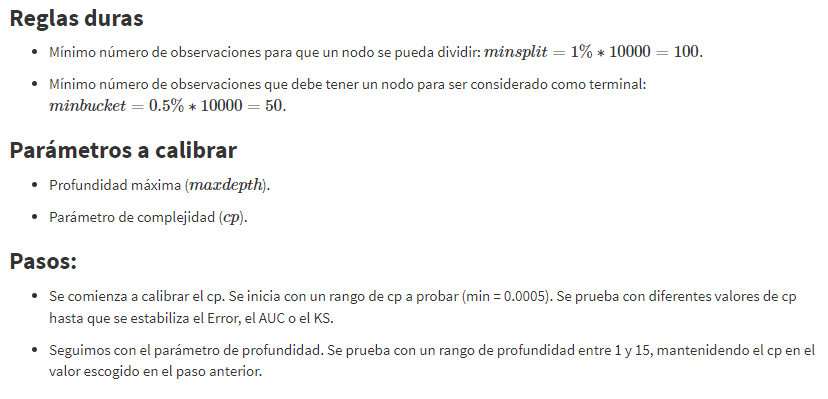 Reglas duras
• Mínimo número de observaciones para que un nodo se pueda dividir: minsplit = 1% * 10000 = 100.
• Mínimo número de observaciones que debe tener un nodo para ser considerado como terminal:
minbucket = 0.5% * 10000 = 50.
Parámetros a calibrar
• Profundidad máxima (maxdepth).
• Parámetro de complejidad (cp).
Pasos:
• Se comienza a calibrar el cp. Se inicia con un rango de cp a probar (min = 0.0005). Se prueba con diferentes valores de cp
hasta que se estabiliza el Error, el AUC o el KS.
• Seguimos con el parámetro de profundidad. Se prueba con un rango de profundidad entre 1 y 15, mantenidendo el cp en el
valor escogido en el paso anterior.